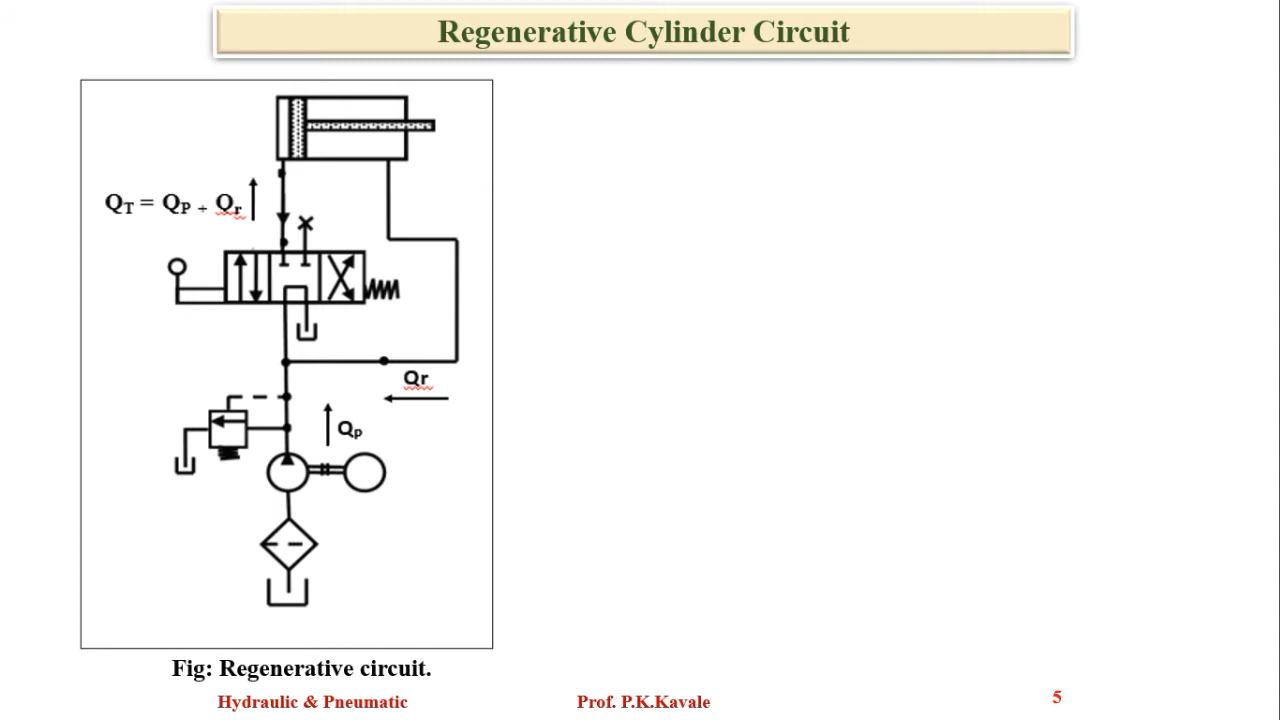 Regenerative Cylinder Circuit
QT = QP + Qr
Qr
Qp
Fig: Regenerative circuit.
Hydraulic & Pneumatic
Prof. P.K.Kavale
5